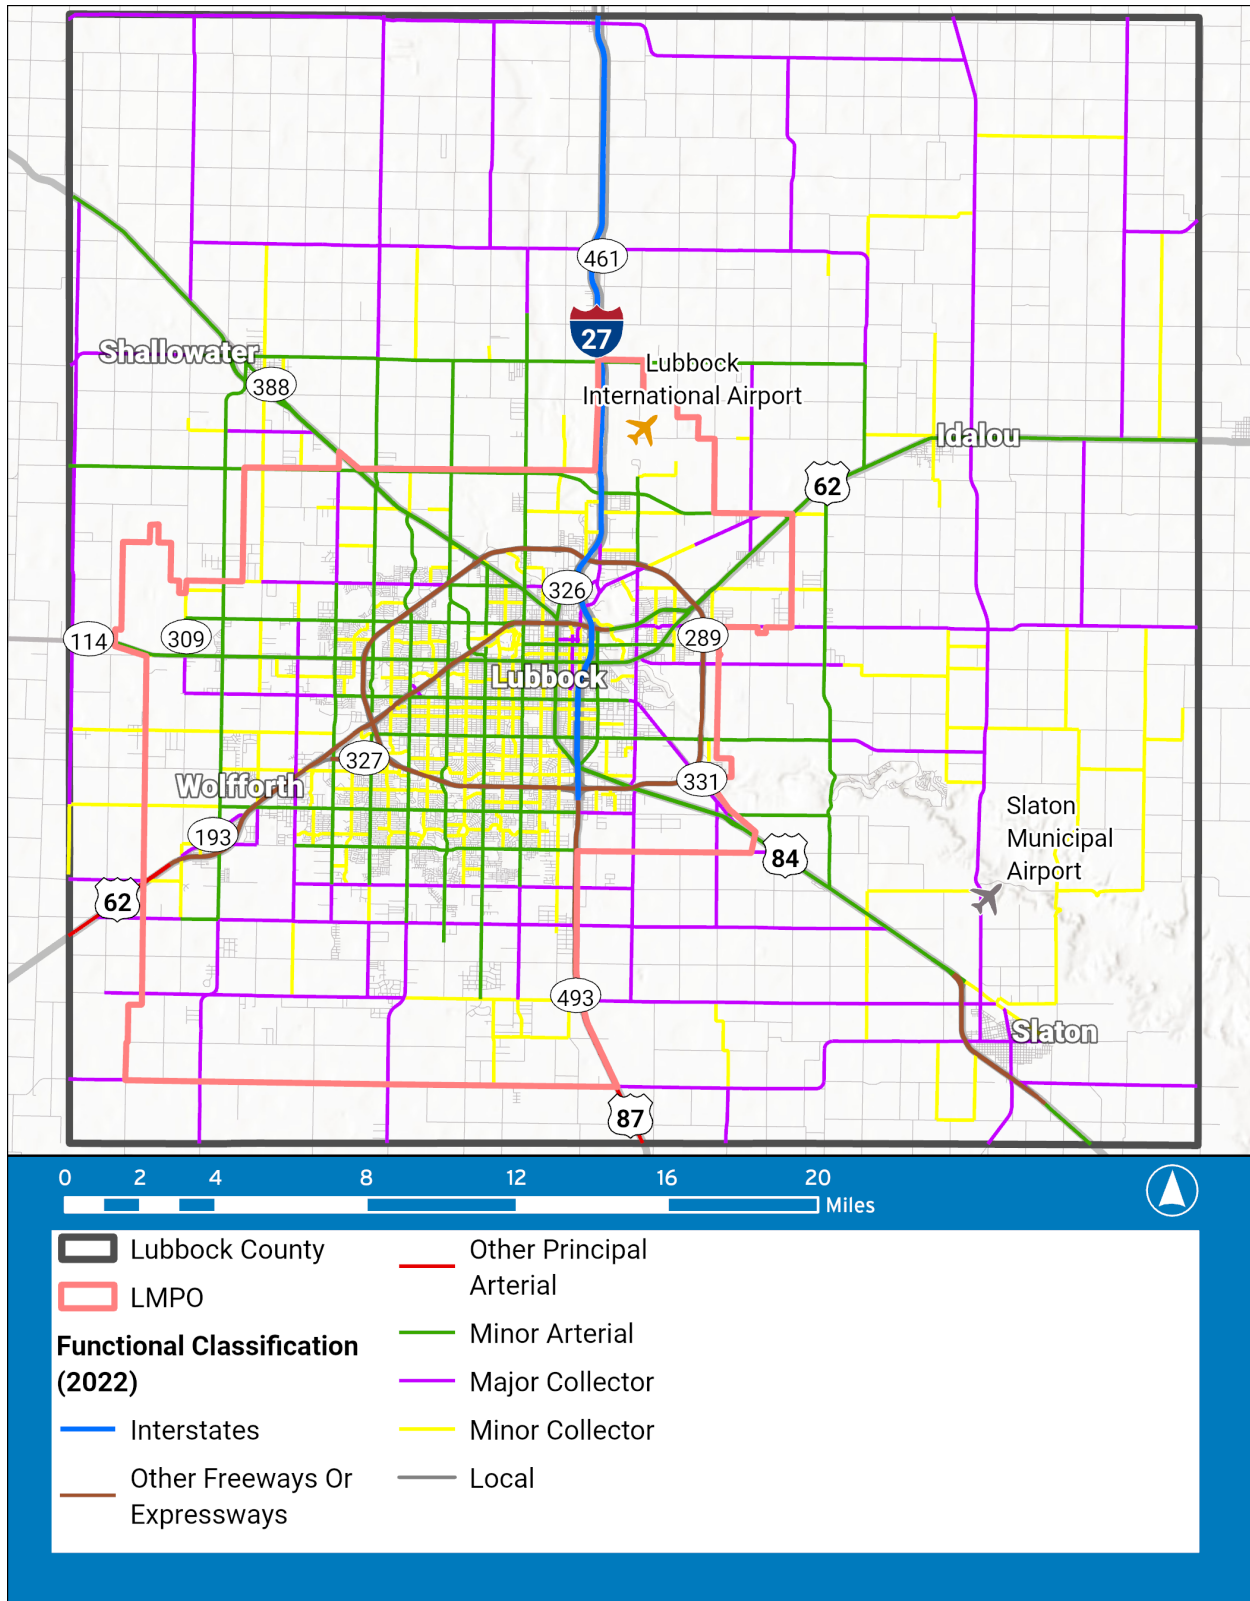 461
27
Lubbock
International Airport
Shallowater
388
Idalou
62
326
114
309
289
Lubbock
327
331
Wolfforth
193
84
Slaton
Municipal
Airport
62
493
Slaton
87
0 2 4 8 12 16 20
Miles
Lubbock County
LMPO
Functional Classification
(2022)
Interstates
Other Freeways Or
Expressways
Other Principal
Arterial
Minor Arterial
Major Collector
Minor Collector
Local